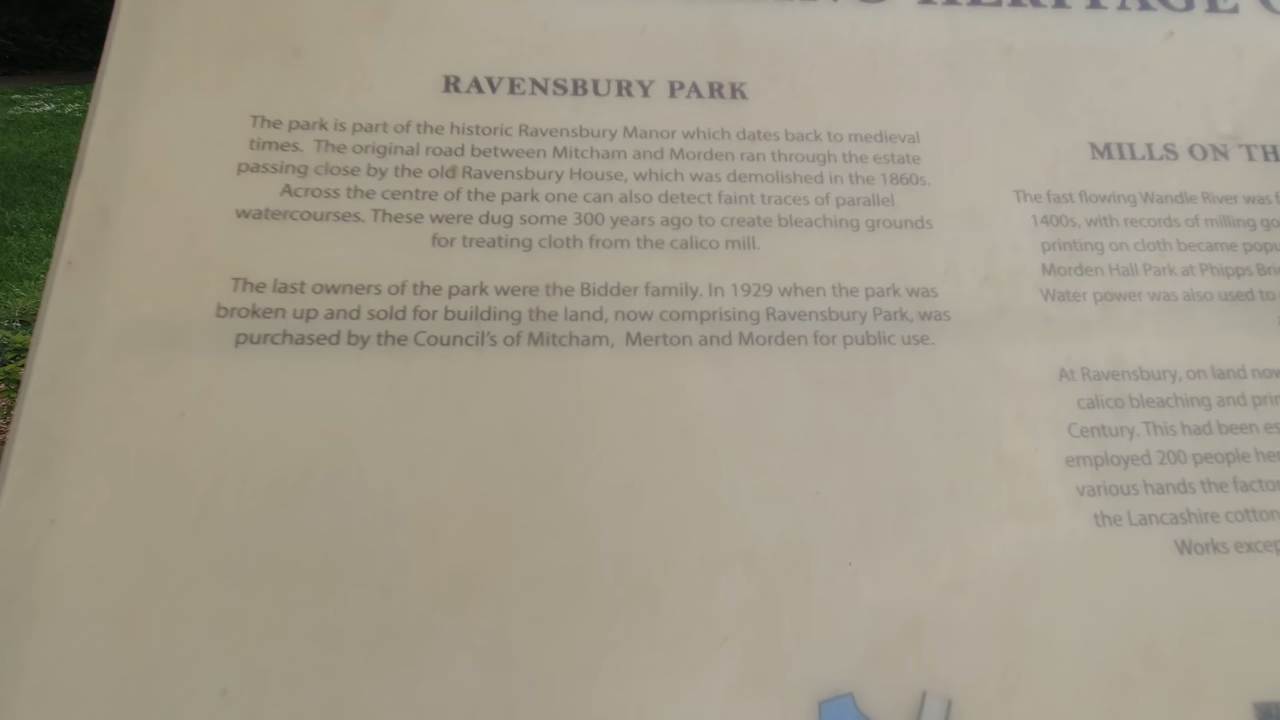 HERITAGE
RAVENSBURY PARK
The park is part of the historic Ravensbury Manor which dates back to medieval
times. The original road between Mitcham and Morden ran through the estate
passing close by the old Ravensbury House, which was demolished in the 1860s.
Across the centre of the park one can also detect faint traces of parallel
watercourses. These were dug some 300 years ago to create bleaching grounds
for treating cloth from the calico mill.
The last owners of the park were the Bidder family. In 1929 when the park was
broken up and sold for building the land, now comprising Ravensbury Park, was
purchased by the Council's of Mitcham, Merton and Morden for public use.
MILLS ON TH
The fast flowing Wandle River was
1400s, with records of milling
printing on cloth became
Morden Hall Park at Phipps
Water power was also used to
At Ravensbury, on land
calico bleaching and
Century. This had been
employed 200 people
various hands the
the Lancashire cotton
Works